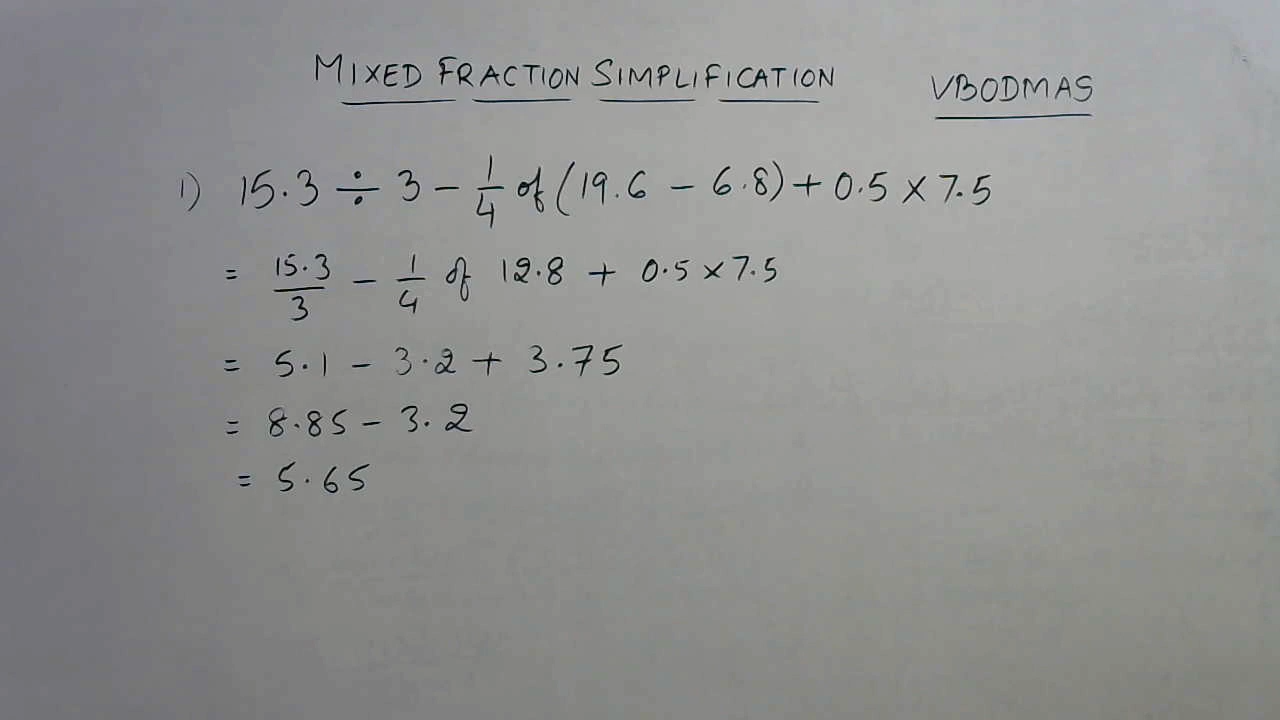 MIXED FRACTION SIMPLIFICATION VBODMAS
1) 15.3 ÷ 3 - 1/4 of (19.6 - 6.8) + 0.5 × 7.5
= 15.3/3 - 1/4 of 12.8 + 0.5 × 7.5
= 5.1 - 3.2 + 3.75
= 8.85 - 3.2
= 5.65